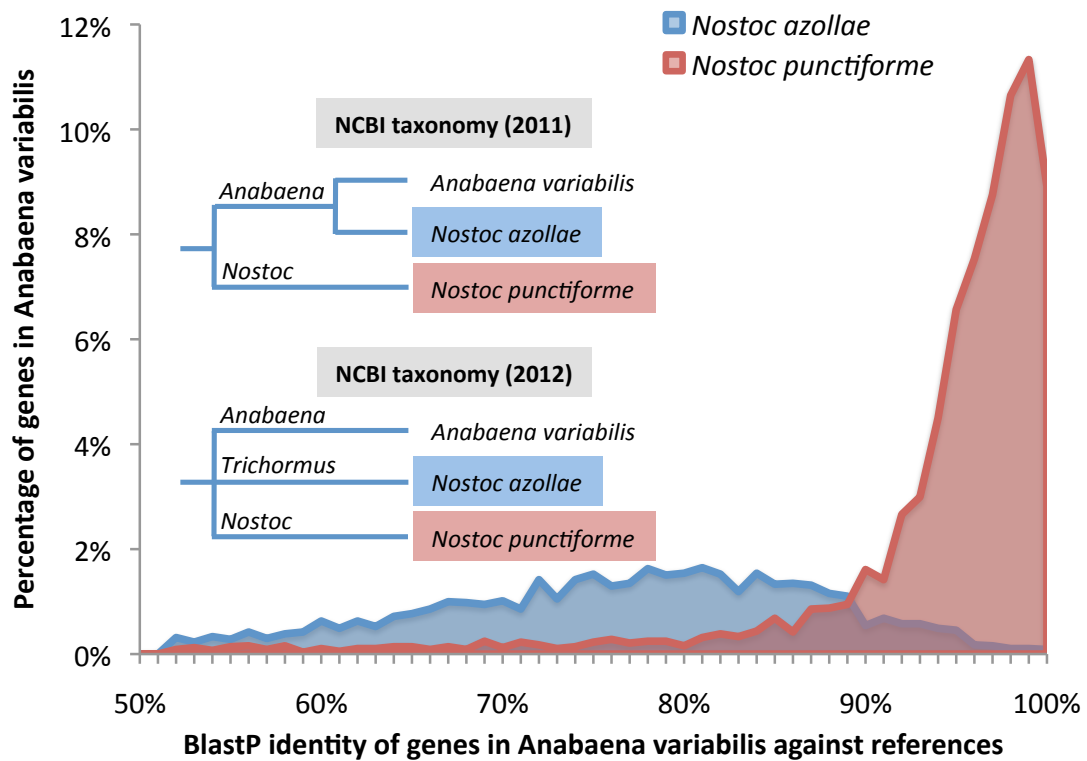 Nostoc azollae
Nostoc punctiforme
Percentage of genes in Anabaena variabilis
12%
10%
8%
6%
4%
2%
0%
NCBI taxonomy (2011)
Anabaena
Anabaena variabilis
Nostoc azollae
Nostoc
Nostoc punctiforme
NCBI taxonomy (2012)
Anabaena
Anabaena variabilis
Trichormus
Nostoc azollae
Nostoc
Nostoc punctiforme
50%
60%
70%
80%
90%
100%
BlastP identity of genes in Anabaena variabilis against references